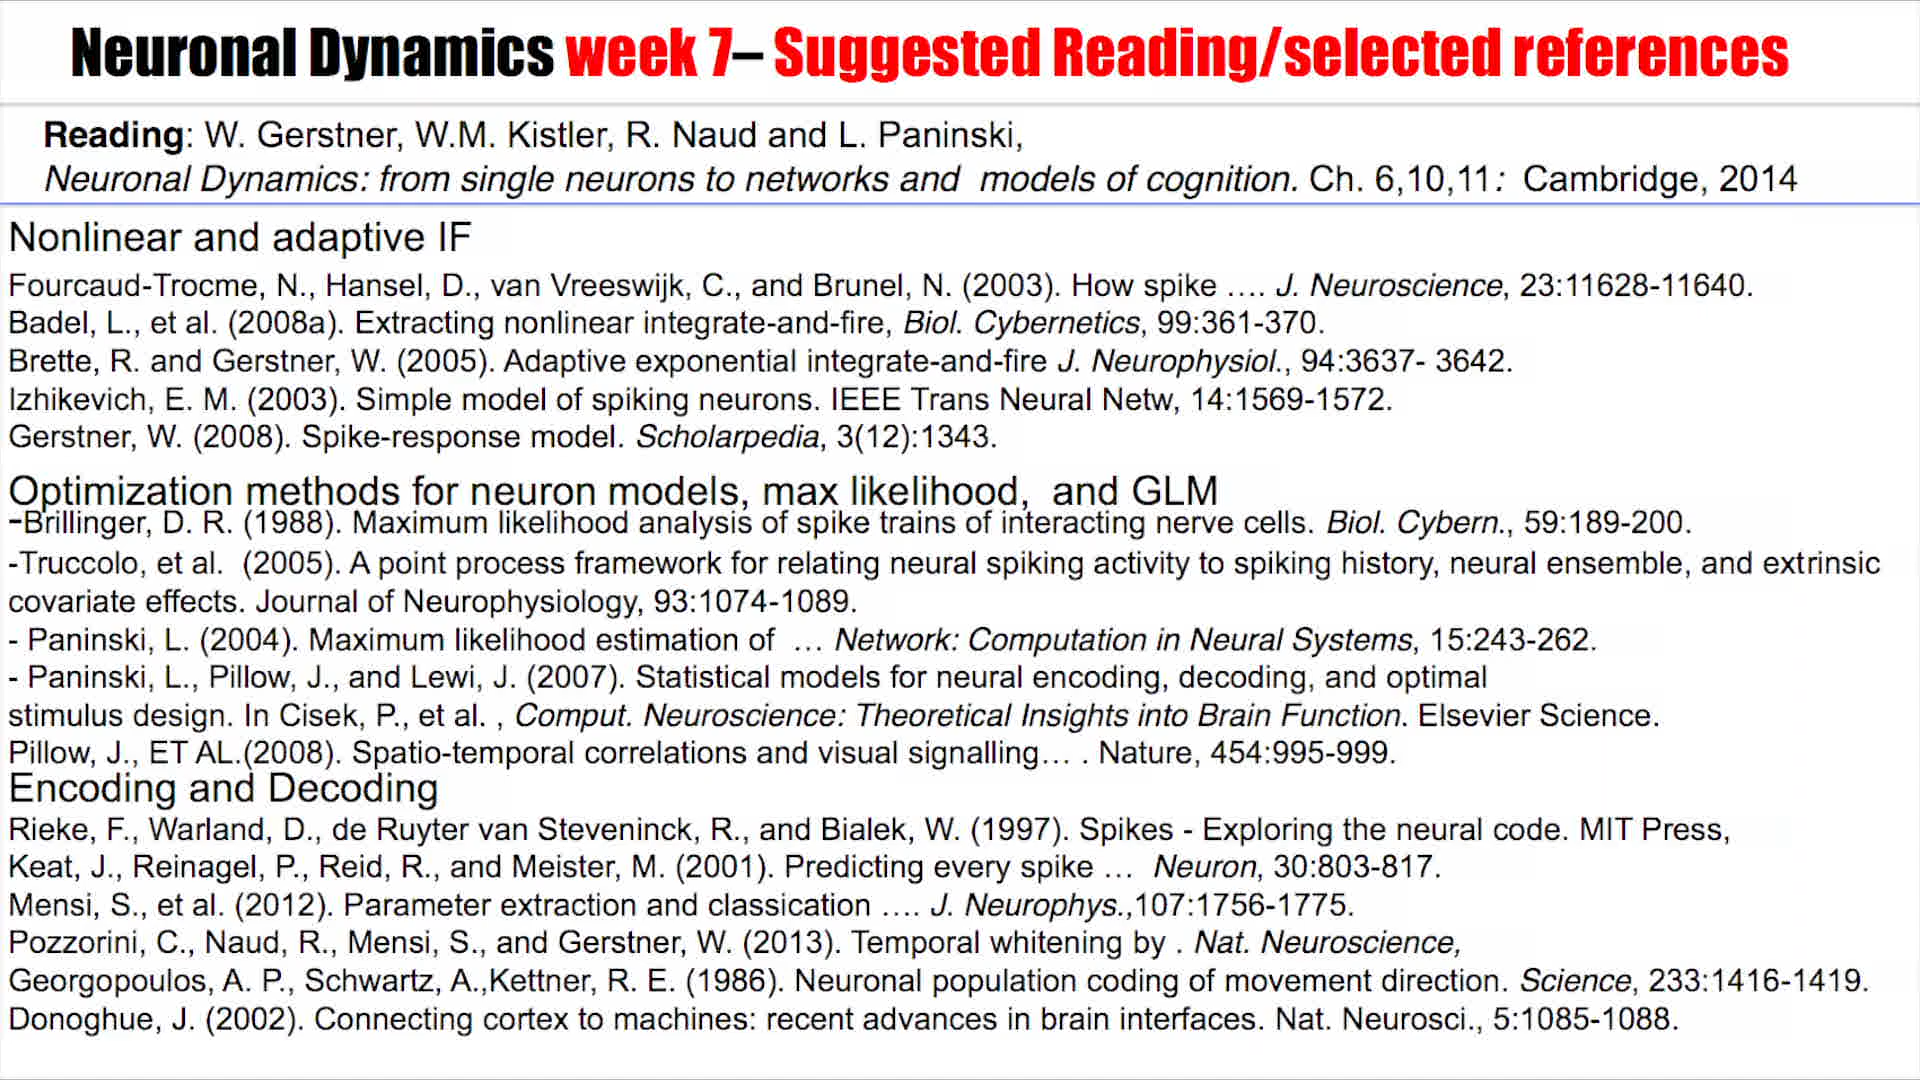 Neuronal Dynamics week 7– Suggested Reading/selected references
Reading: W. Gerstner, W.M. Kistler, R. Naud and L. Paninski,
Neuronal Dynamics: from single neurons to networks and models of cognition. Ch. 6,10,11: Cambridge, 2014
Nonlinear and adaptive IF
Fourcaud-Trocme, N., Hansel, D., van Vreeswijk, C., and Brunel, N. (2003). How spike …. J. Neuroscience, 23:11628-11640.
Badel, L., et al. (2008a). Extracting nonlinear integrate-and-fire, Biol. Cybernetics, 99:361-370.
Brette, R. and Gerstner, W. (2005). Adaptive exponential integrate-and-fire J. Neurophysiol., 94:3637- 3642.
Izhikevich, E. M. (2003). Simple model of spiking neurons. IEEE Trans Neural Netw, 14:1569-1572.
Gerstner, W. (2008). Spike-response model. Scholarpedia, 3(12):1343.
Optimization methods for neuron models, max likelihood, and GLM
-Brillinger, D. R. (1988). Maximum likelihood analysis of spike trains of interacting nerve cells. Biol. Cybern., 59:189-200.
-Truccolo, et al. (2005). A point process framework for relating neural spiking activity to spiking history, neural ensemble, and extrinsic
covariate effects. Journal of Neurophysiology, 93:1074-1089.
- Paninski, L. (2004). Maximum likelihood estimation of … Network: Computation in Neural Systems, 15:243-262.
- Paninski, L., Pillow, J., and Lewi, J. (2007). Statistical models for neural encoding, decoding, and optimal
stimulus design. In Cisek, P., et al. , Comput. Neuroscience: Theoretical Insights into Brain Function. Elsevier Science.
Pillow, J., ET AL.(2008). Spatio-temporal correlations and visual signalling… . Nature, 454:995-999.
Encoding and Decoding
Rieke, F., Warland, D., de Ruyter van Steveninck, R., and Bialek, W. (1997). Spikes - Exploring the neural code. MIT Press,
Keat, J., Reinagel, P., Reid, R., and Meister, M. (2001). Predicting every spike … Neuron, 30:803-817.
Mensi, S., et al. (2012). Parameter extraction and classication …. J. Neurophys.,107:1756-1775.
Pozzorini, C., Naud, R., Mensi, S., and Gerstner, W. (2013). Temporal whitening by . Nat. Neuroscience,
Georgopoulos, A. P., Schwartz, A.,Kettner, R. E. (1986). Neuronal population coding of movement direction. Science, 233:1416-1419.
Donoghue, J. (2002). Connecting cortex to machines: recent advances in brain interfaces. Nat. Neurosci., 5:1085-1088.